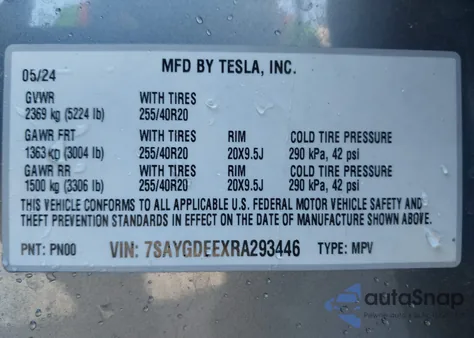 MFD BY TESLA, INC.
05/24
GVWR WITH TIRES
2369 kg (5224 lb) 255/40R20
GAWR FRT WITH TIRES RIM COLD TIRE PRESSURE
1363 kg (3004 lb) 255/40R20 20X9.5J 290 kPa, 42 psi
GAWR RR WITH TIRES RIM COLD TIRE PRESSURE
1500 kg (3306 lb) 255/40R20 20X9.5J 290 kPa, 42 psi
THIS VEHICLE CONFORMS TO ALL APPLICABLE U.S. FEDERAL MOTOR VEHICLE SAFETY AND
THEFT PREVENTION STANDARDS IN EFFECT ON THE DATE OF MANUFACTURE SHOWN ABOVE.
PNT: PN00 VIN: 7SAYGDEEXRA293446 TYPE: MPV
autoSnap